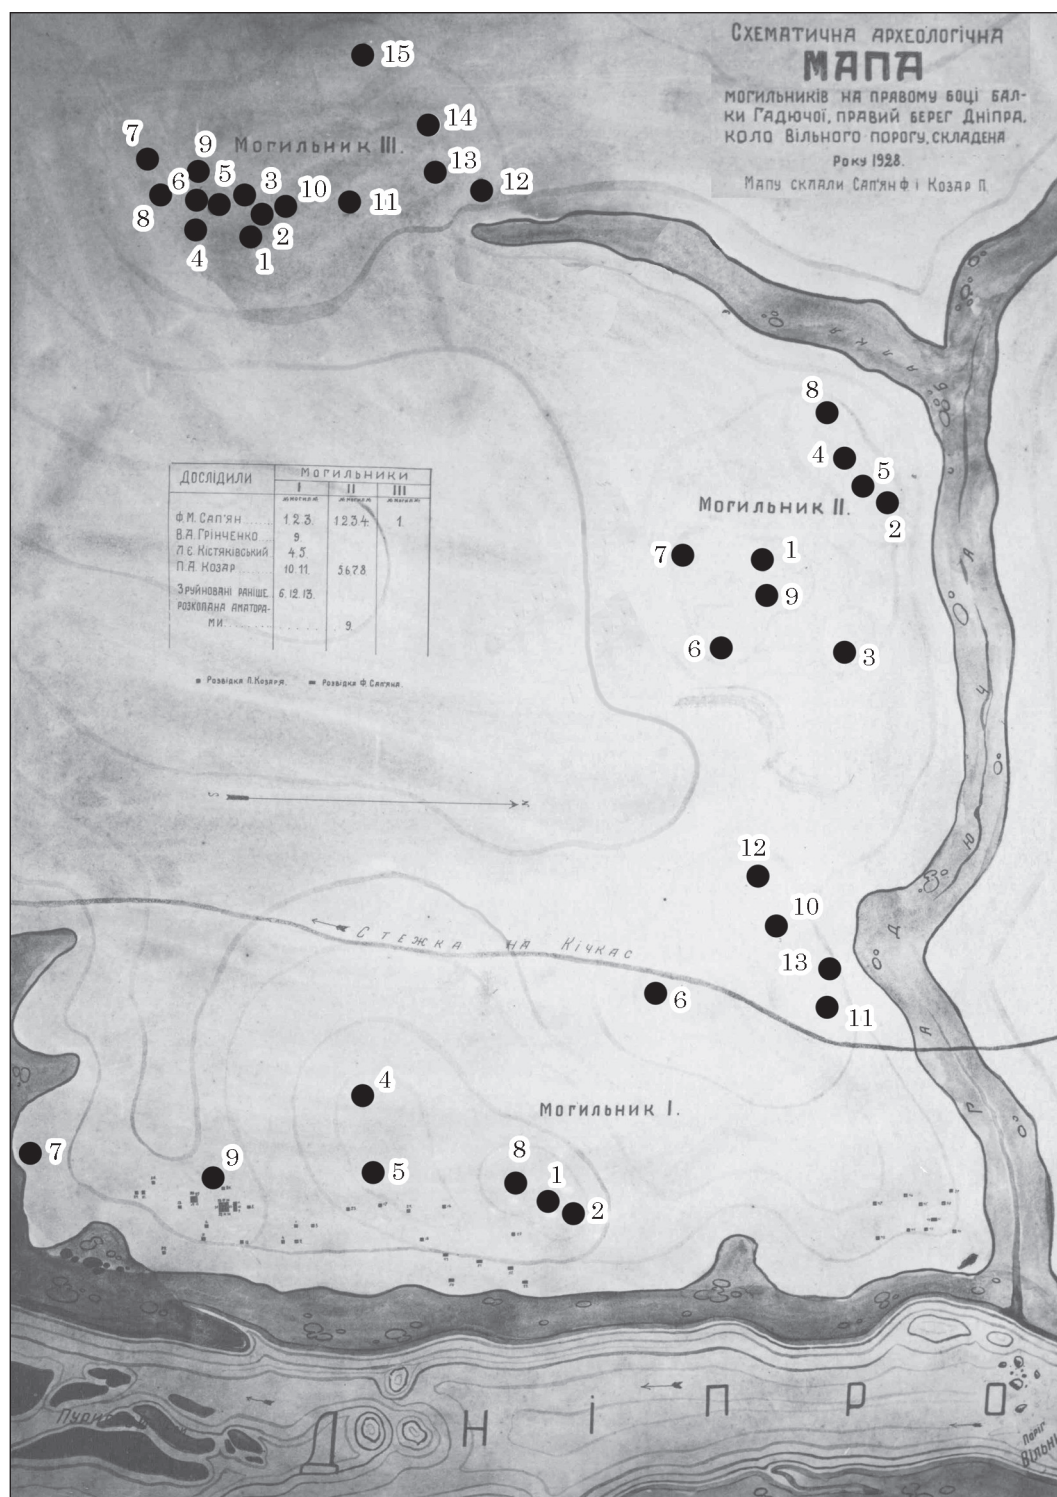 СХЕМАТИЧНА АРХЕОЛОГІЧНА
МАПА
МОГИЛЬНИКІВ НА ПРАВОМУ БОЦІ БАЛ-
КИ ГАДЮЧОЇ, ПРАВИЙ БЕРЕГ ДНІПРА,
КОЛО ВІЛЬНОГО ПОРОГУ, СКЛАДЕНА
РОКУ 1928.
МАПУ СКЛАЛИ САП'ЯН Ф І КОЗАР П.
15
14
МОГИЛЬНИК III.
7
9
13
6
5
3
10
12
11
8
4
1
2
БАЛКА
8
4
5
МОГИЛЬНИК II.
2
7
1
9
6
3
ДОСЛІДИЛИ МОГИЛЬНИКИ
I II III
Ф.М. САП'ЯН 1.2.3. 1.2.3.4. 1.
В.А. ГРІНЧЕНКО 9.
Л.Є. КІСТЯКІВСЬКИЙ 4.5.
П.А. КОЗАР 10.11. 5.6.7.8
ЗРУЙНОВАНІ РАНІШЕ 6.12.13.
РОЗКОПАНА АМАТОРА-
МИ 9
РОЗВІДКА П.КОЗАРЯ. РОЗВІДКА Ф.САП'ЯНА.
S N.
12
10
СТЕЖКА НА КІЧКАС
13
6
11
ГАДЮЧА
4
МОГИЛЬНИК I.
7
9
5
8
1
2
ДНІПРО
ПОРІГ